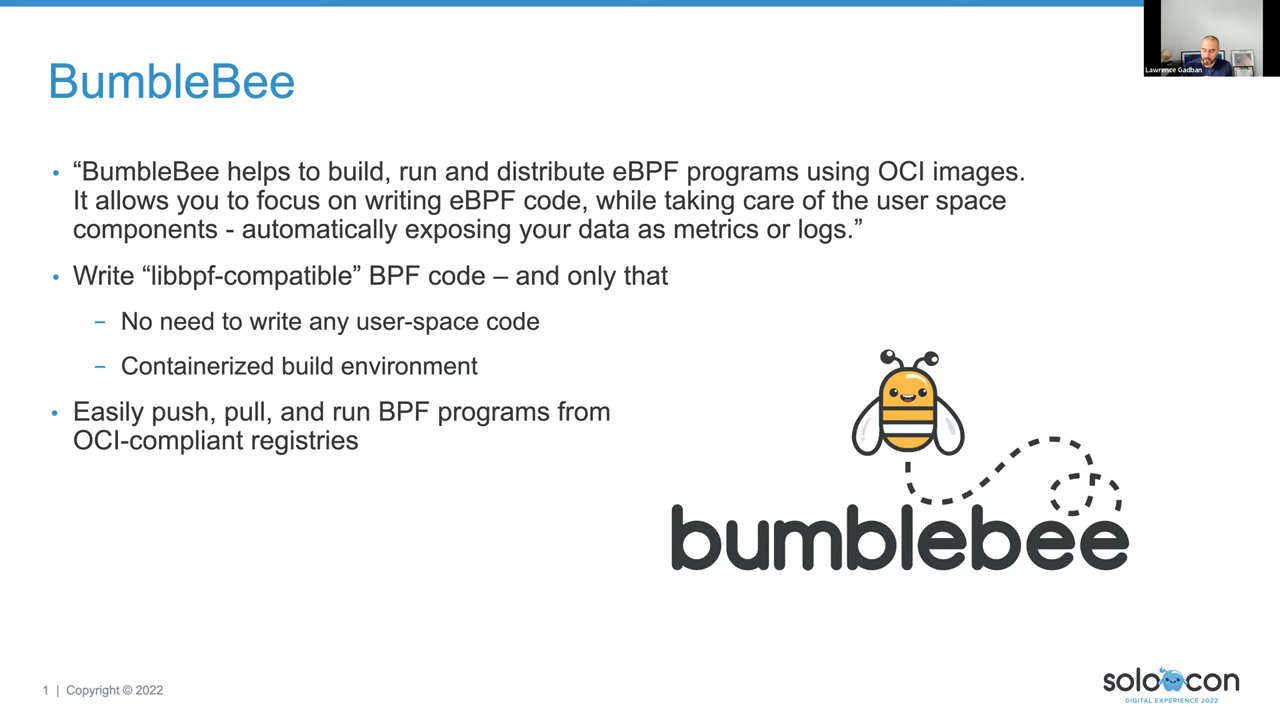 Lawrence Gadban
BumbleBee
• “BumbleBee helps to build, run and distribute eBPF programs using OCI images.
It allows you to focus on writing eBPF code, while taking care of the user space
components - automatically exposing your data as metrics or logs.”
• Write “libbpf-compatible” BPF code – and only that
– No need to write any user-space code
– Containerized build environment
• Easily push, pull, and run BPF programs from
OCI-compliant registries
bumblebee
1 | Copyright © 2022
solo con
DIGITAL EXPERIENCE 2022